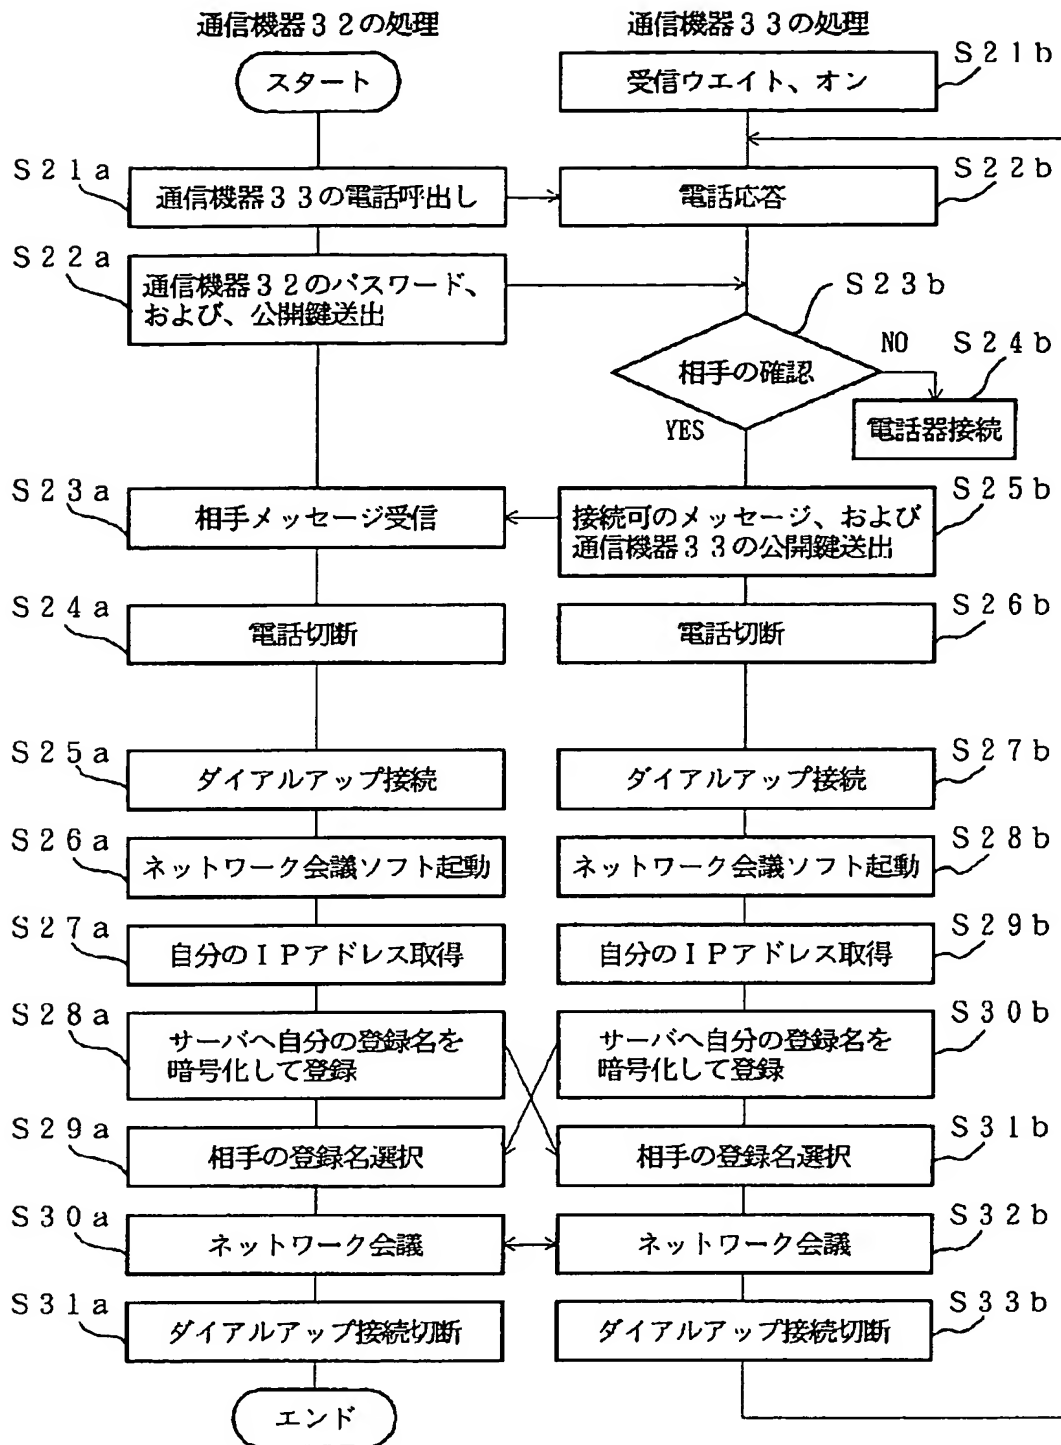 通信機器３２の処理
通信機器３３の処理
スタート
受信ウエイト、オン
Ｓ２１ｂ
Ｓ２１ａ
通信機器３３の電話呼出し
電話応答
Ｓ２２ｂ
Ｓ２２ａ
通信機器３２のパスワード、
および、公開鍵送出
Ｓ２３ｂ
相手の確認
NO
Ｓ２４ｂ
電話器接続
YES
Ｓ２３ａ
相手メッセージ受信
接続可のメッセージ、および
通信機器３３の公開鍵送出
Ｓ２５ｂ
Ｓ２４ａ
電話切断
電話切断
Ｓ２６ｂ
Ｓ２５ａ
ダイアルアップ接続
ダイアルアップ接続
Ｓ２７ｂ
Ｓ２６ａ
ネットワーク会議ソフト起動
ネットワーク会議ソフト起動
Ｓ２８ｂ
Ｓ２７ａ
自分のＩＰアドレス取得
自分のＩＰアドレス取得
Ｓ２９ｂ
Ｓ２８ａ
サーバへ自分の登録名を
暗号化して登録
サーバへ自分の登録名を
暗号化して登録
Ｓ３０ｂ
Ｓ２９ａ
相手の登録名選択
相手の登録名選択
Ｓ３１ｂ
Ｓ３０ａ
ネットワーク会議
ネットワーク会議
Ｓ３２ｂ
Ｓ３１ａ
ダイアルアップ接続切断
ダイアルアップ接続切断
Ｓ３３ｂ
エンド